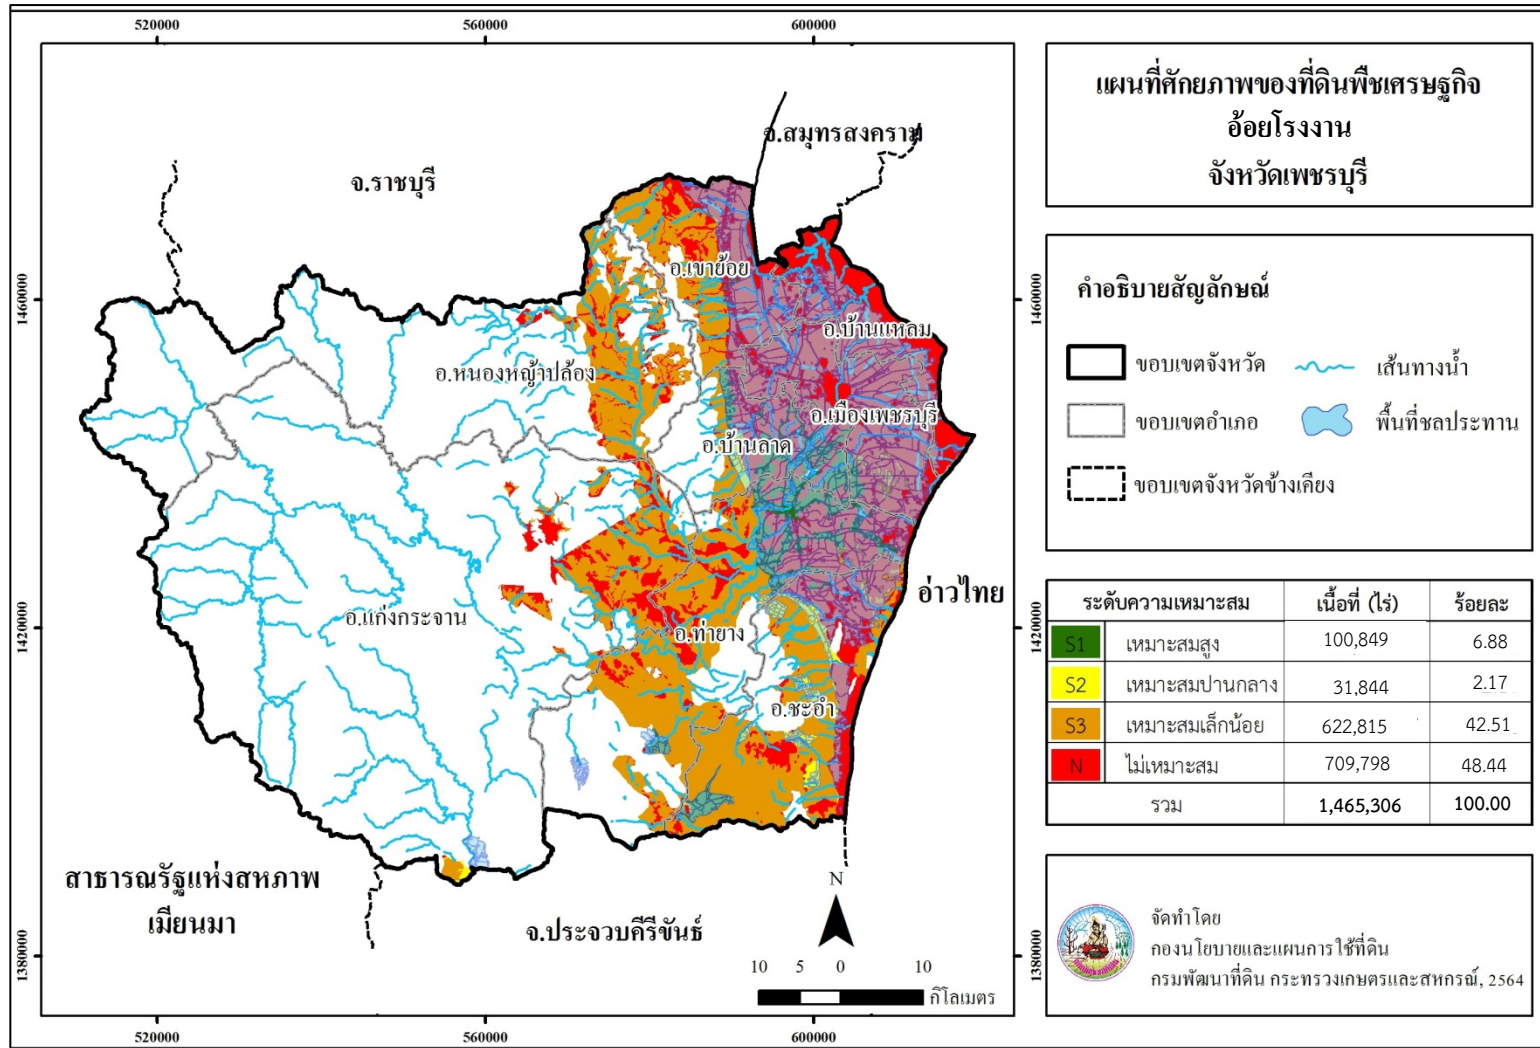 520000
560000
600000
1460000
1420000
1380000
จ.สมุทรสงคราม
จ.ราชบุรี
อ.เขาย้อย
อ.บ้านแหลม
อ.หนองหญ้าปล้อง
อ.เมืองเพชรบุรี
อ.บ้านลาด
อ่าวไทย
อ.แก่งกระจาน
อ.ท่ายาง
อ.ชะอำ
สาธารณรัฐแห่งสหภาพ
เมียนมา
จ.ประจวบคีรีขันธ์
N
10 5 0 10
กิโลเมตร
1460000
1420000
1380000
520000
560000
600000
แผนที่ศักยภาพของที่ดินพืชเศรษฐกิจ
อ้อยโรงงาน
จังหวัดเพชรบุรี
คำอธิบายสัญลักษณ์
ขอบเขตจังหวัด เส้นทางน้ำ
ขอบเขตอำเภอ พื้นที่ชลประทาน
ขอบเขตจังหวัดข้างเคียง
ระดับความเหมาะสม เนื้อที่ (ไร่) ร้อยละ
S1 เหมาะสมสูง 100,849 6.88
S2 เหมาะสมปานกลาง 31,844 2.17
S3 เหมาะสมเล็กน้อย 622,815 42.51
N ไม่เหมาะสม 709,798 48.44
รวม 1,465,306 100.00
จัดทำโดย
กองนโยบายและแผนการใช้ที่ดิน
กรมพัฒนาที่ดิน กระทรวงเกษตรและสหกรณ์, 2564